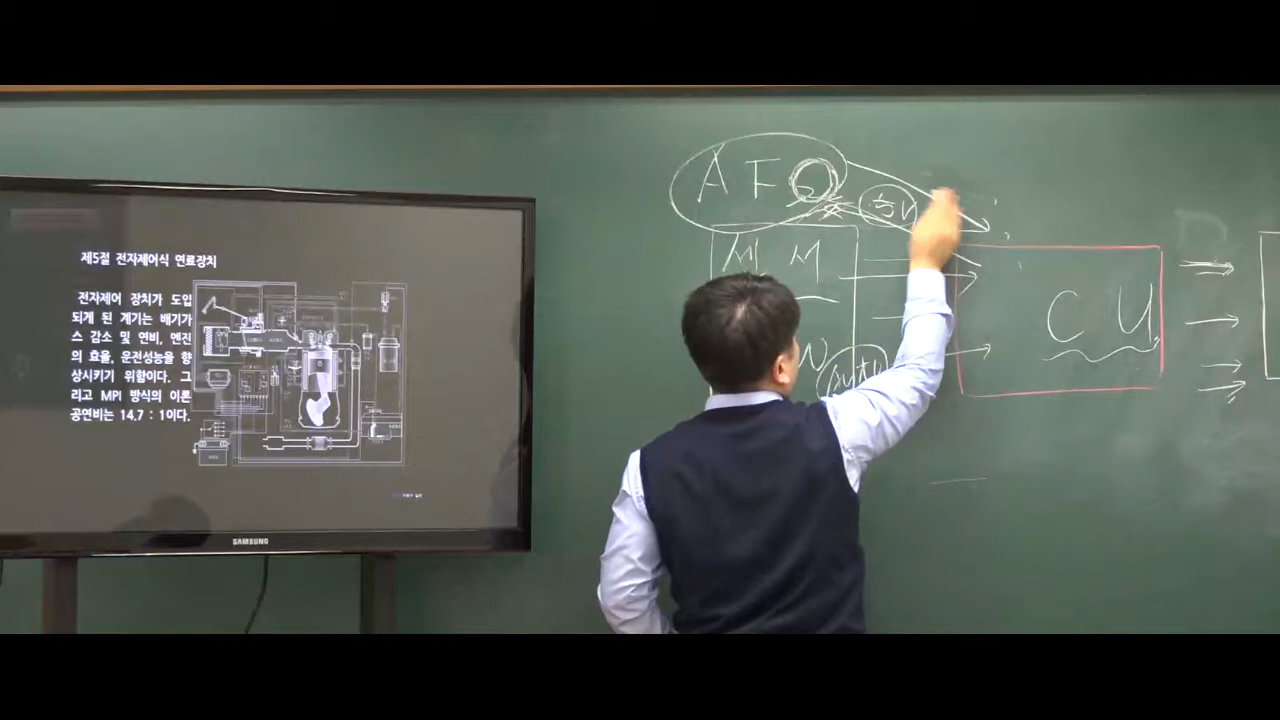 제5절 전자제어식 연료장치
전자제어 장치가 도입
되게 된 계기는 배기가
스 감소 및 연비, 엔진
의 효율, 운전성능을 향
상시키기 위함이다. 그
리고 MPI 방식의 이론
공연비는 14.7 : 1이다.
SAMSUNG
AFS
5V
CU